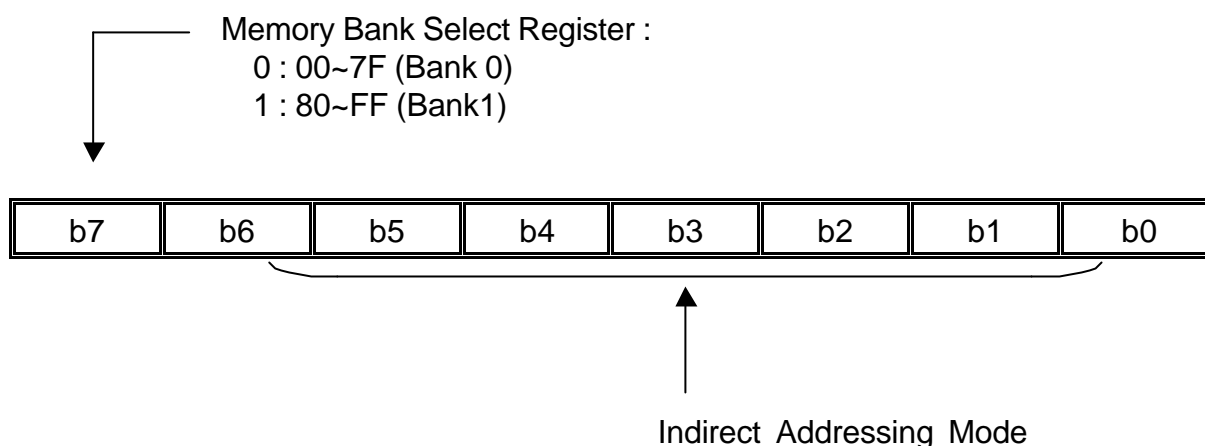 Memory Bank Select Register :
0 : 00~7F (Bank 0)
1 : 80~FF (Bank1)
b7 b6 b5 b4 b3 b2 b1 b0
Indirect Addressing Mode